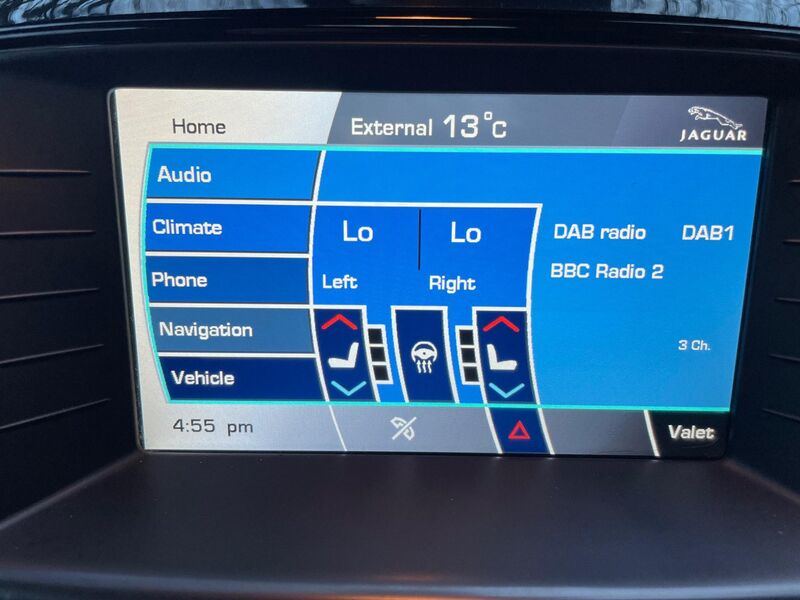 Home
External 13°c
JAGUAR
Audio
Climate
Phone
Navigation
Vehicle
Lo
Lo
Left
Right
DAB radio DAB1
BBC Radio 2
3 Ch.
4:55 pm
Valet